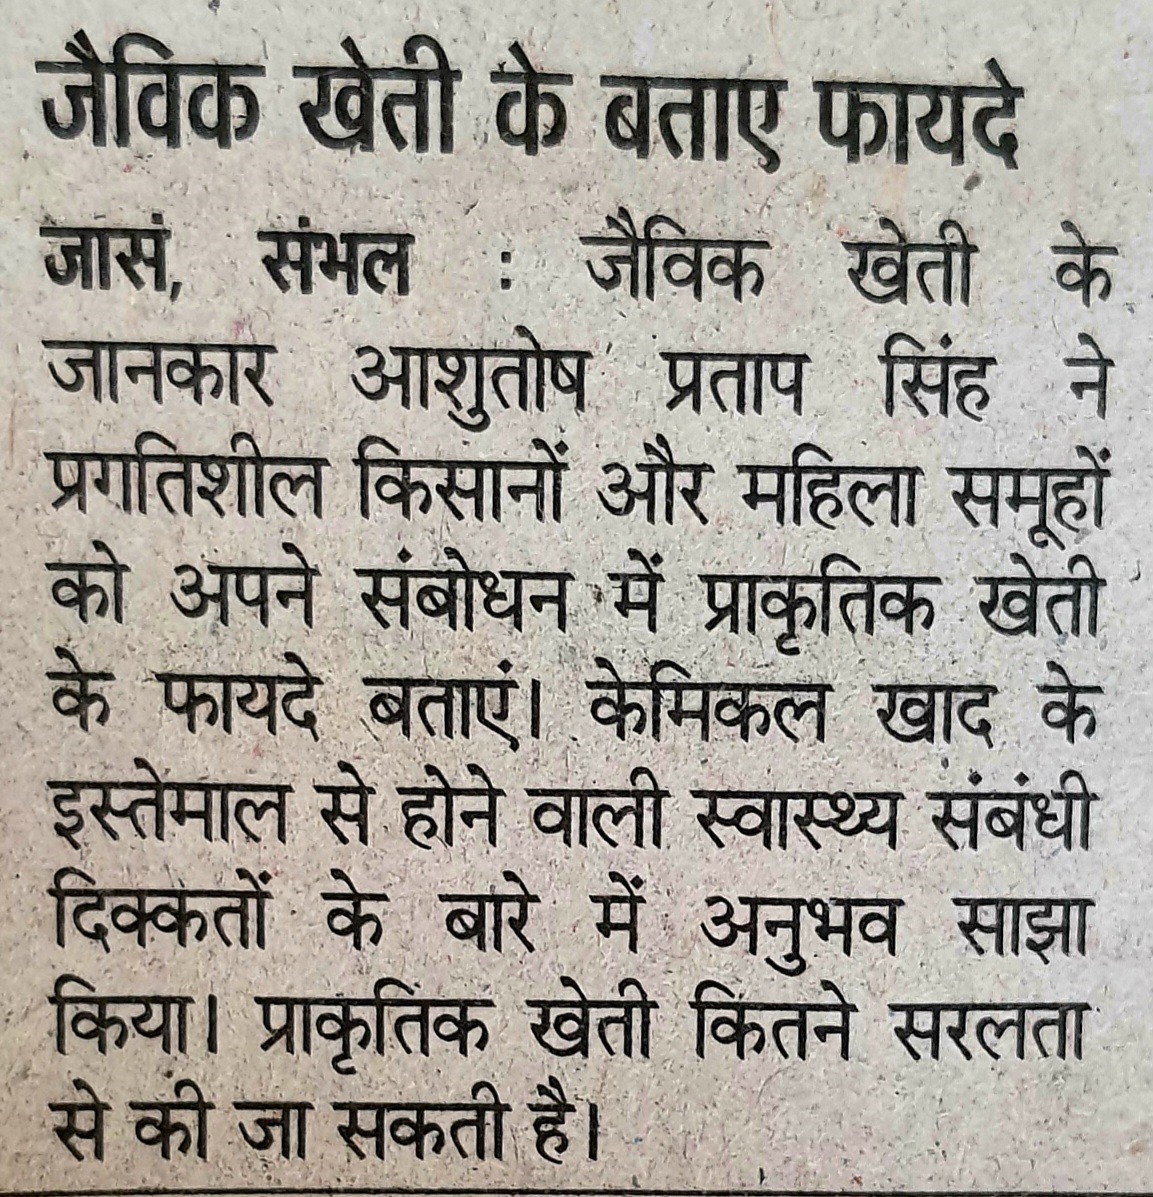 जैविक खेती के बताए फायदे
जासं, संभल : जैविक खेती के
जानकार आशुतोष प्रताप सिंह ने
प्रगतिशील किसानों और महिला समूहों
को अपने संबोधन में प्राकृतिक खेती
के फायदे बताएं। केमिकल खाद के
इस्तेमाल से होने वाली स्वास्थ्य संबंधी
दिक्कतों के बारे में अनुभव साझा
किया। प्राकृतिक खेती कितने सरलता
से की जा सकती है।